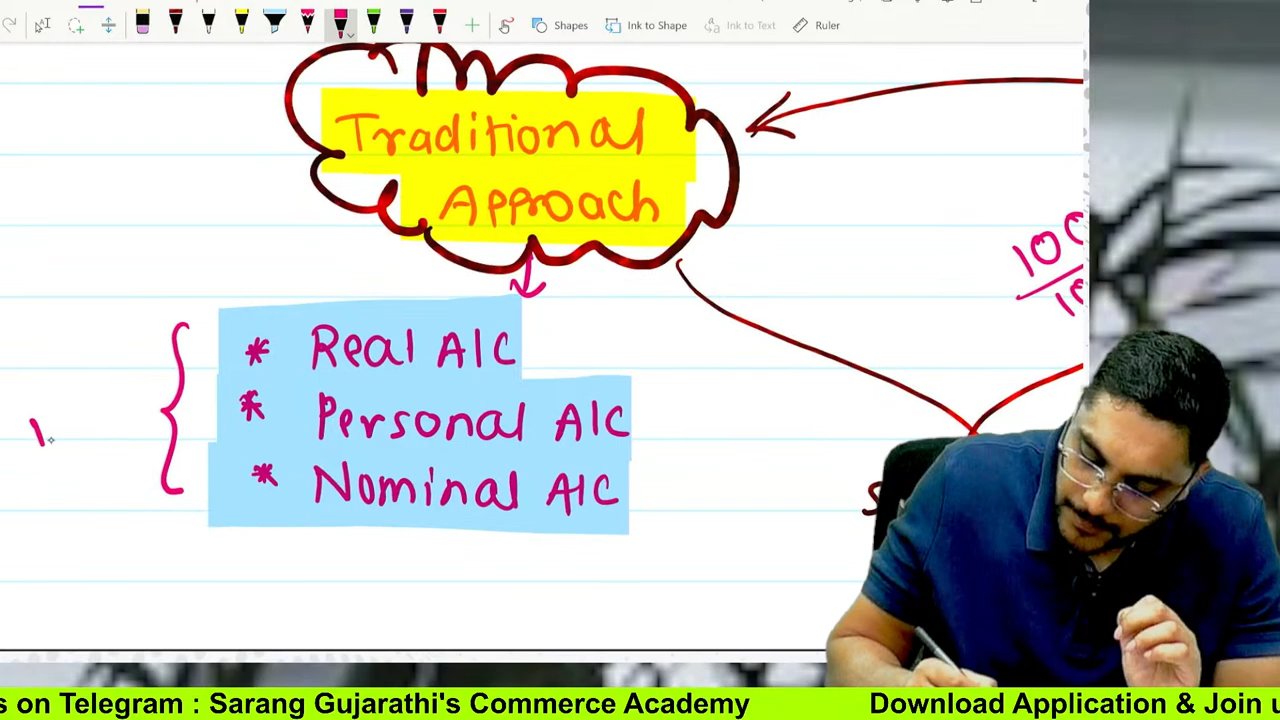 Shapes Ink to Shape Ink to Text Ruler
Traditional
Approach
* Real A/C
* Personal A/C
* Nominal A/C
s on Telegram : Sarang Gujarathi's Commerce Academy Download Application & Join u